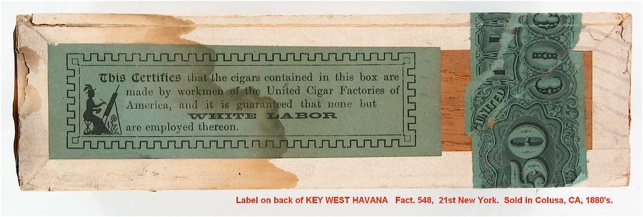 This Certifies that the cigars contained in this box are
made by workmen of the United Cigar Factories of
America, and it is guaranteed that none but
WHITE LABOR
are employed thereon.
UNITED
50
Label on back of KEY WEST HAVANA Fact. 548, 21st New York. Sold in Colusa, CA, 1880's.